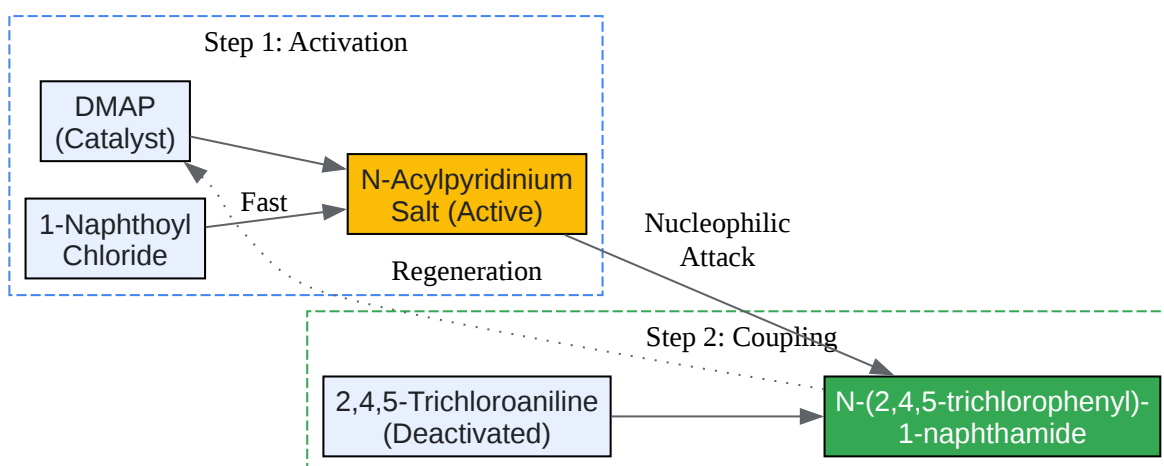 Step 1: Activation
DMAP
(Catalyst)
1-Naphthoyl
Chloride
Fast
N-Acylpyridinium
Salt (Active)
Nucleophilic
Attack
Regeneration
Step 2: Coupling
2,4,5-Trichloroaniline
(Deactivated)
N-(2,4,5-trichlorophenyl)-
1-naphthamide